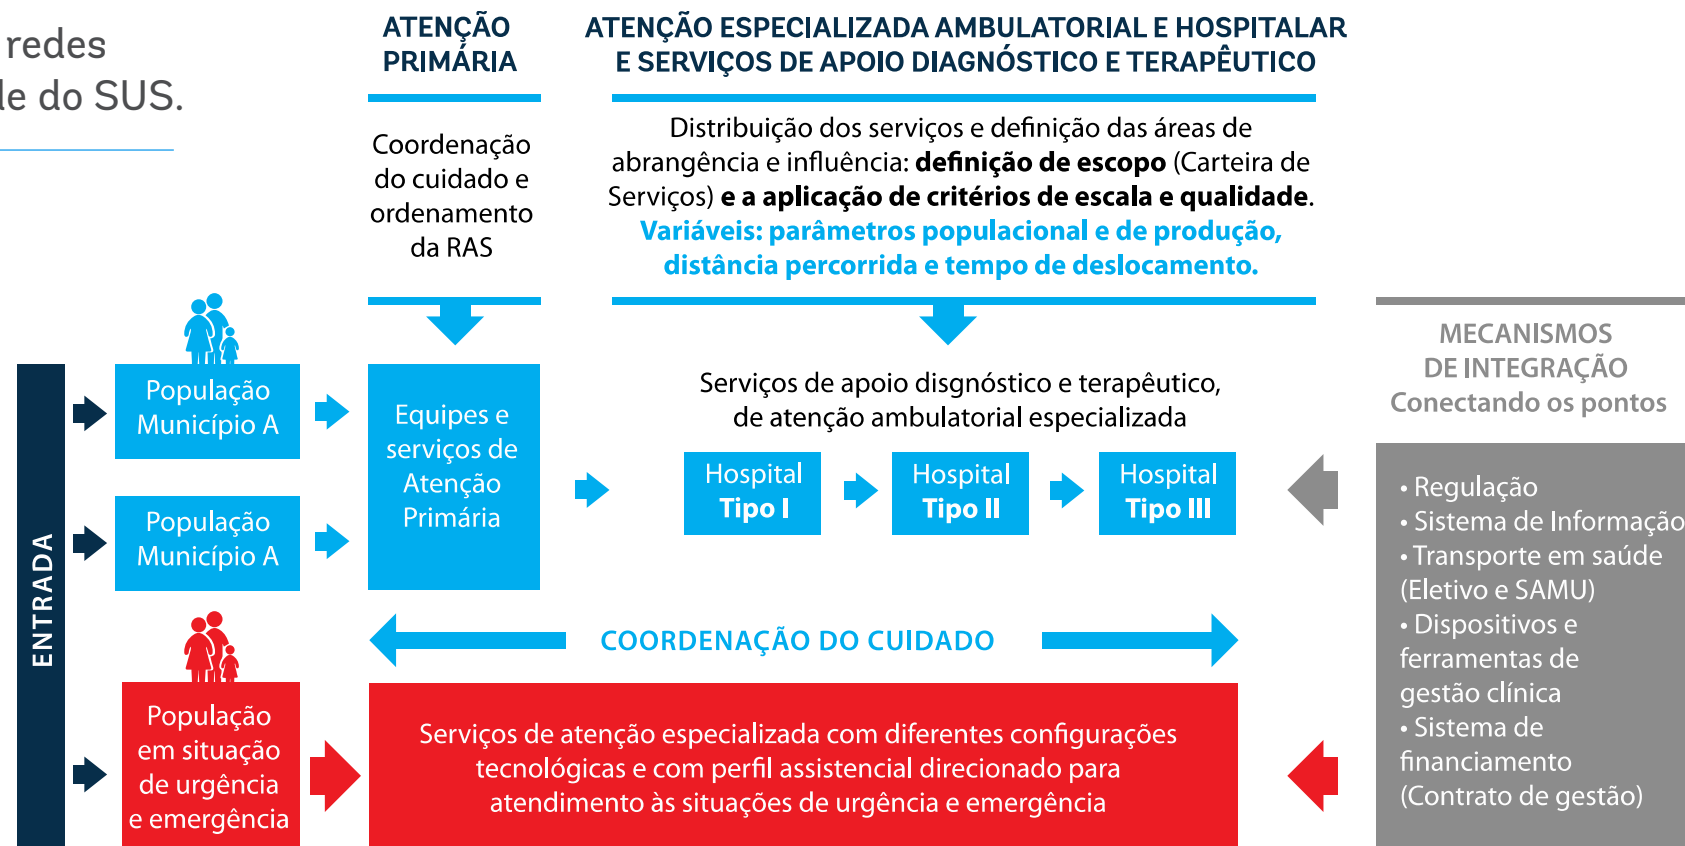 redes
de do SUS.
ATENÇÃO
PRIMÁRIA
Coordenação
do cuidado e
ordenamento
da RAS
ATENÇÃO ESPECIALIZADA AMBULATORIAL E HOSPITALAR
E SERVIÇOS DE APOIO DIAGNÓSTICO E TERAPÊUTICO
Distribuição dos serviços e definição das áreas de
abrangência e influência: definição de escopo (Carteira de
Serviços) e a aplicação de critérios de escala e qualidade.
Variáveis: parâmetros populacional e de produção,
distância percorrida e tempo de deslocamento.
ENTRADA
População
Município A
População
Município A
Equipes e
serviços de
Atenção
Primária
Serviços de apoio disgnóstico e terapêutico,
de atenção ambulatorial especializada
Hospital
Tipo I
Hospital
Tipo II
Hospital
Tipo III
COORDENAÇÃO DO CUIDADO
População
em situação
de urgência
e emergência
Serviços de atenção especializada com diferentes configurações
tecnológicas e com perfil assistencial direcionado para
atendimento às situações de urgência e emergência
MECANISMOS
DE INTEGRAÇÃO
Conectando os pontos
• Regulação
• Sistema de Informação
• Transporte em saúde
(Eletivo e SAMU)
• Dispositivos e
ferramentas de
gestão clínica
• Sistema de
financiamento
(Contrato de gestão)